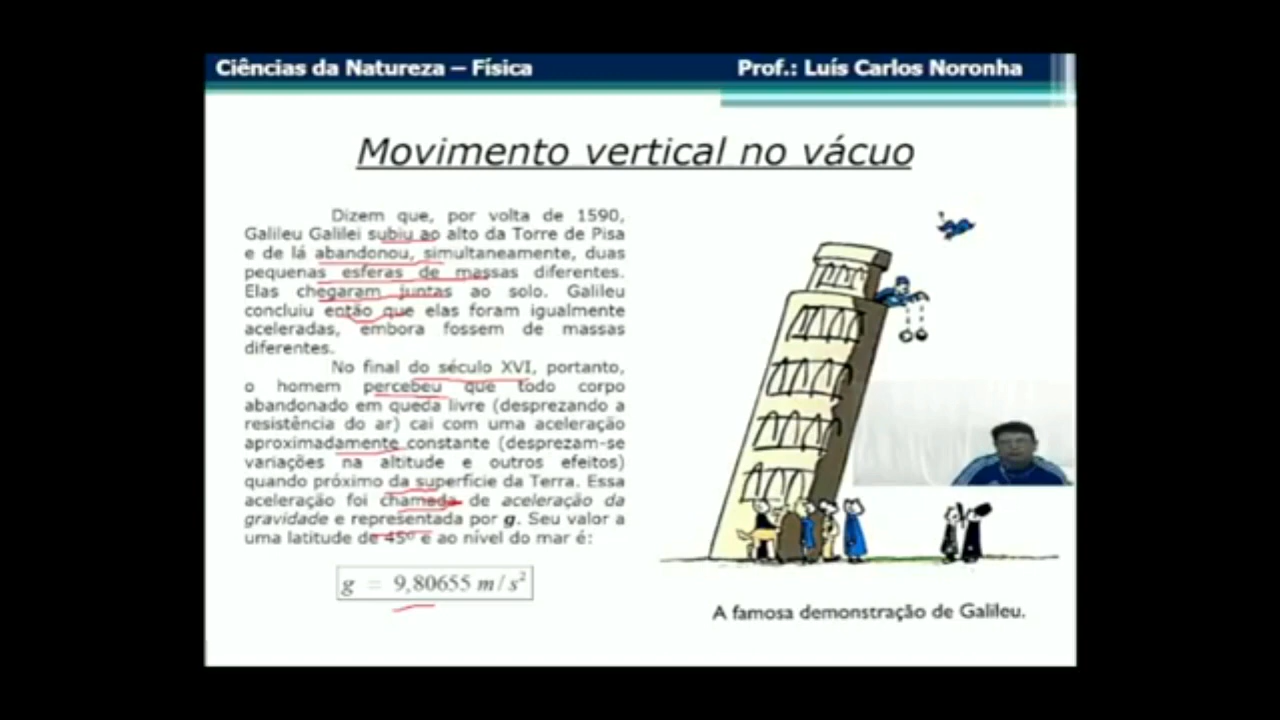 Ciências da Natureza – Física
Prof.: Luís Carlos Noronha
Movimento vertical no vácuo
Dizem que, por volta de 1590,
Galileu Galilei subiu ao alto da Torre de Pisa
e de lá abandonou, simultaneamente, duas
pequenas esferas de massas diferentes.
Elas chegaram juntas ao solo. Galileu
concluiu então que elas foram igualmente
aceleradas, embora fossem de massas
diferentes.
No final do século XVI, portanto,
o homem percebeu que todo corpo
abandonado em queda livre (desprezando a
resistência do ar) cai com uma aceleração
aproximadamente constante (desprezam-se
variações na altitude e outros efeitos)
quando próximo da superfície da Terra. Essa
aceleração foi chamada de aceleração da
gravidade e representada por g. Seu valor a
uma latitude de 45º e ao nível do mar é:
g = 9,80655 m/s²
A famosa demonstração de Galileu.